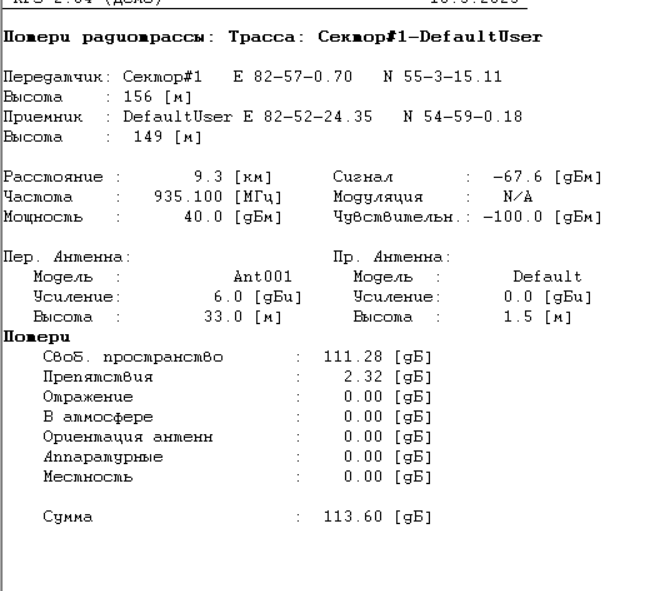 Потери радиотрассы: Трасса: Сектор#1-DefaultUser
Передатчик: Сектор#1 E 82-57-0.70 N 55-3-15.11
Высота : 156 [м]
Приемник : DefaultUser E 82-52-24.35 N 54-59-0.18
Высота : 149 [м]
Расстояние : 9.3 [км] Сигнал : -67.6 [дБм]
Частота : 935.100 [МГц] Модуляция : N/A
Мощность : 40.0 [дБм] Чувствительн.: -100.0 [дБм]
Пер. Антенна: Пр. Антенна:
Модель : Ant001 Модель : Default
Усиление: 6.0 [дБи] Усиление: 0.0 [дБи]
Высота : 33.0 [м] Высота : 1.5 [м]
Потери
Своб. пространство : 111.28 [дБ]
Препятствия : 2.32 [дБ]
Отражение : 0.00 [дБ]
В атмосфере : 0.00 [дБ]
Ориентация антенн : 0.00 [дБ]
Аппаратурные : 0.00 [дБ]
Местность : 0.00 [дБ]
Сумма : 113.60 [дБ]